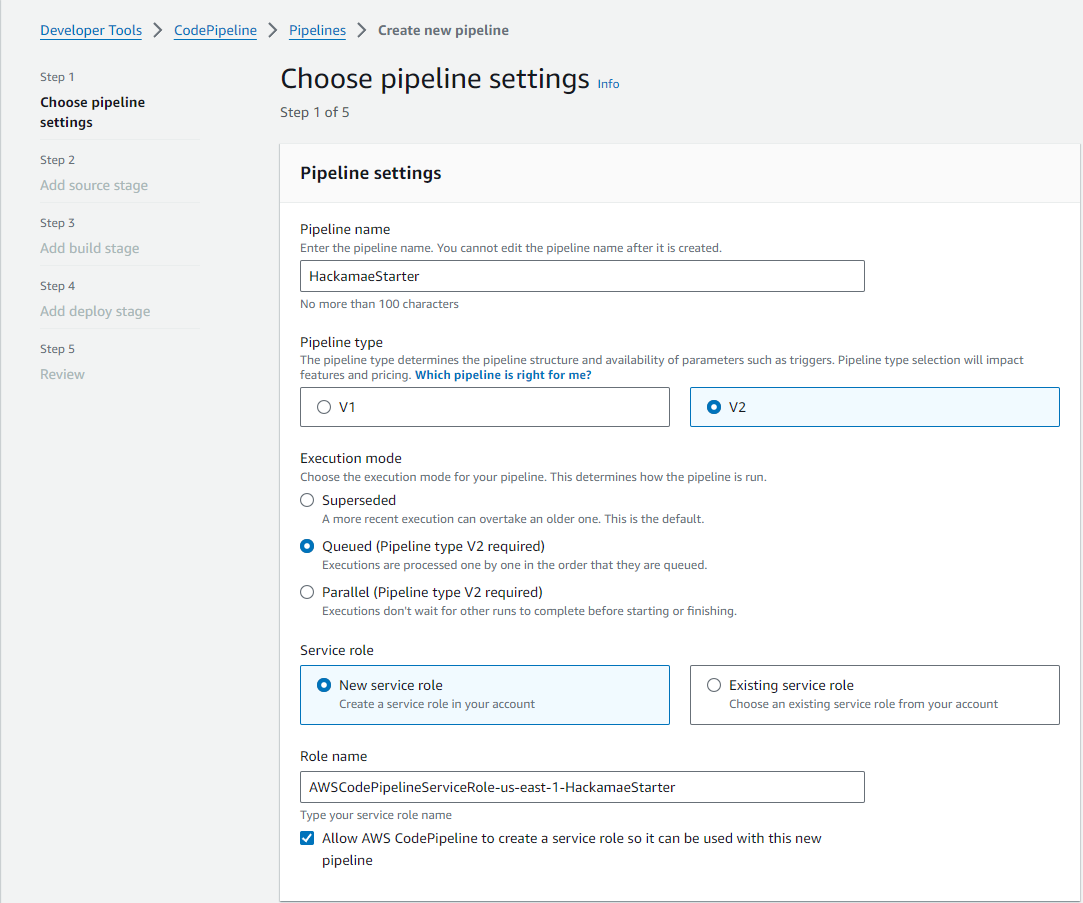 Developer Tools > CodePipeline > Pipelines > Create new pipeline
Step 1
Choose pipeline
settings
Step 2
Add source stage
Step 3
Add build stage
Step 4
Add deploy stage
Step 5
Review
Choose pipeline settings Info
Step 1 of 5
Pipeline settings
Pipeline name
Enter the pipeline name. You cannot edit the pipeline name after it is created.
HackamaeStarter
No more than 100 characters
Pipeline type
The pipeline type determines the pipeline structure and availability of parameters such as triggers. Pipeline type selection will impact
features and pricing. Which pipeline is right for me?
V1
V2
Execution mode
Choose the execution mode for your pipeline. This determines how the pipeline is run.
Superseded
A more recent execution can overtake an older one. This is the default.
Queued (Pipeline type V2 required)
Executions are processed one by one in the order that they are queued.
Parallel (Pipeline type V2 required)
Executions don't wait for other runs to complete before starting or finishing.
Service role
New service role
Create a service role in your account
Existing service role
Choose an existing service role from your account
Role name
AWSCodePipelineServiceRole-us-east-1-HackamaeStarter
Type your service role name
Allow AWS CodePipeline to create a service role so it can be used with this new
pipeline